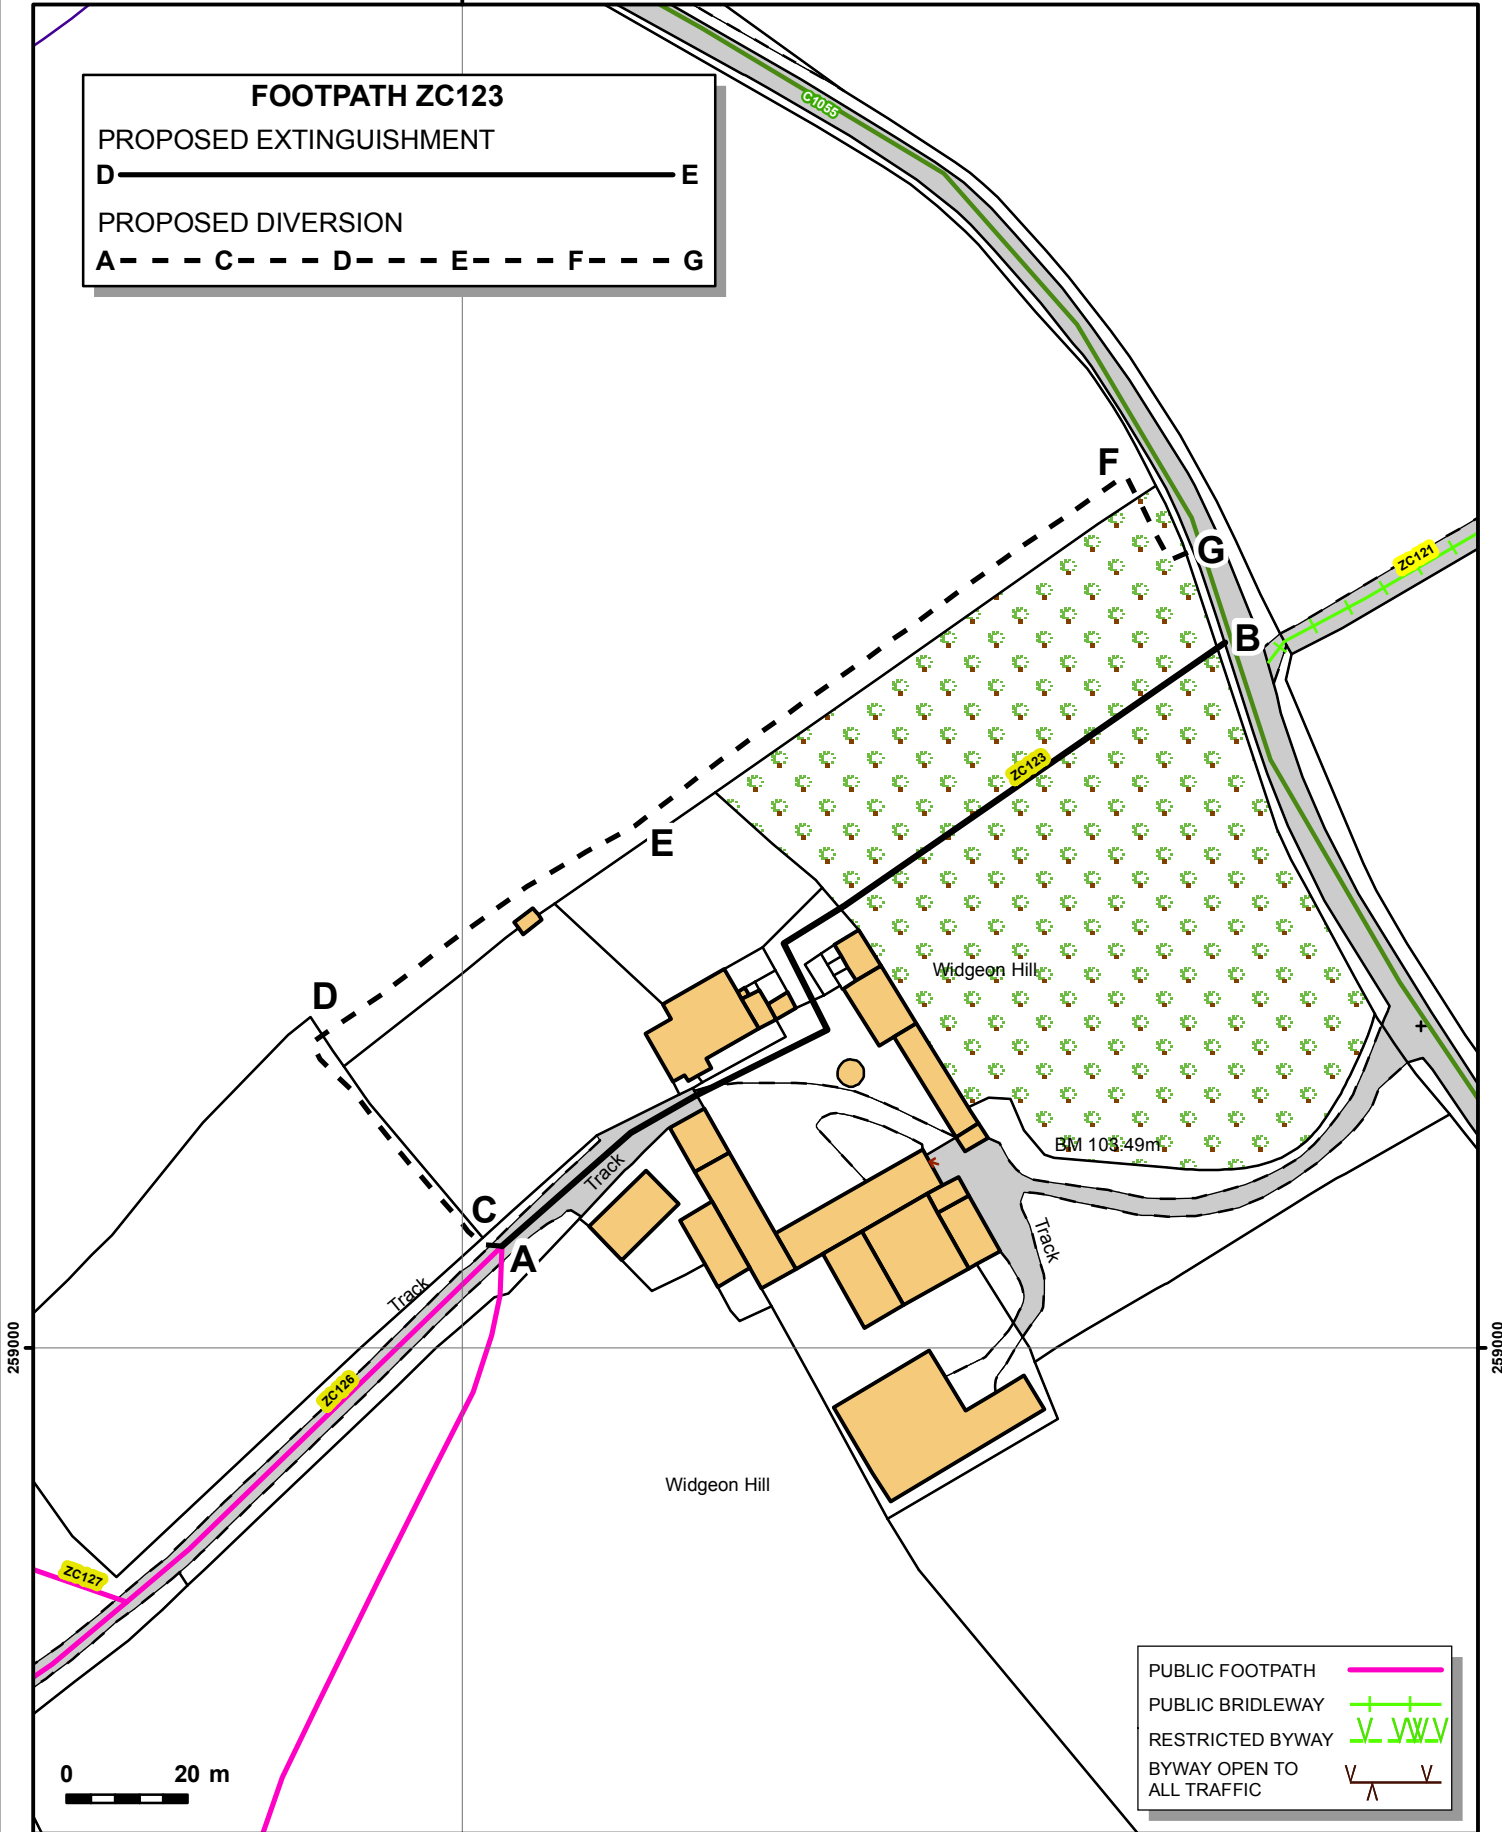 FOOTPATH ZC123
PROPOSED EXTINGUISHMENT
D E
PROPOSED DIVERSION
A C D E F G
C1055
F
G
ZC121
B
ZC123
E
Widgeon Hill
D
BM 103.49m
Track
C
A
Track
Track
259000
259000
ZC126
Widgeon Hill
ZC127
0 20 m
PUBLIC FOOTPATH
PUBLIC BRIDLEWAY
RESTRICTED BYWAY
BYWAY OPEN TO
ALL TRAFFIC